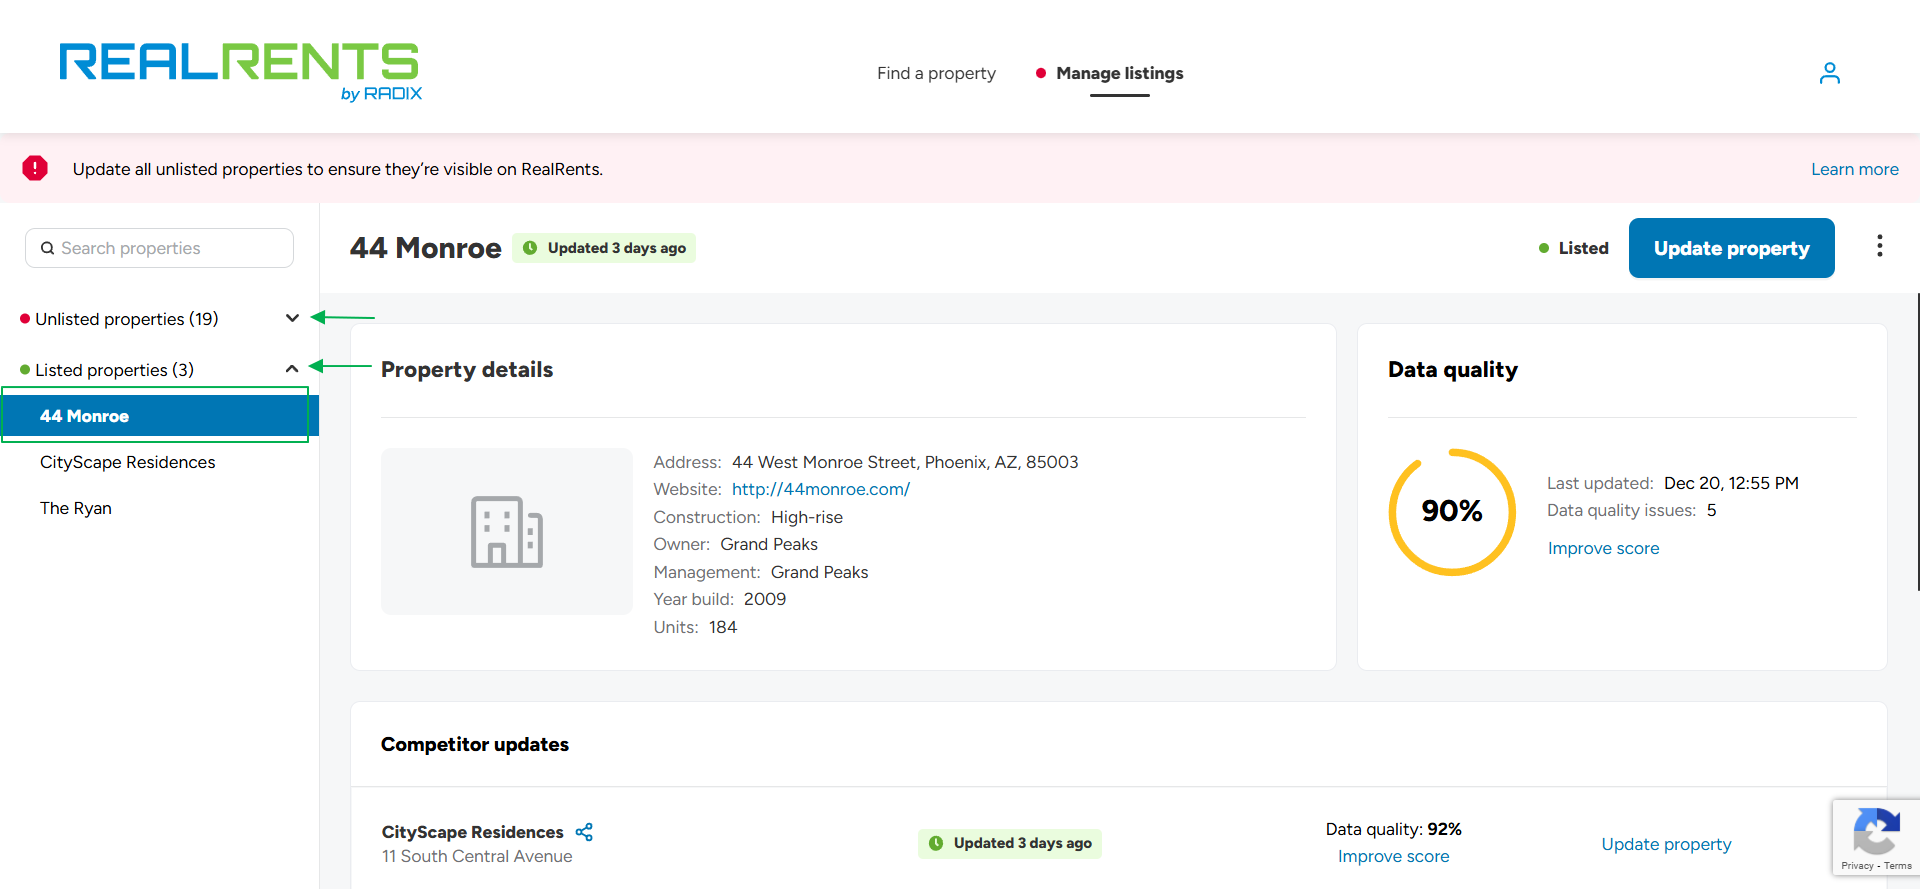 REALRENTS
by RADIX
Find a property
Manage listings
Update all unlisted properties to ensure they’re visible on RealRents.
Learn more
Search properties
Unlisted properties (19)
Listed properties (3)
44 Monroe
CityScape Residences
The Ryan
44 Monroe
Updated 3 days ago
Listed
Update property
Property details
Address: 44 West Monroe Street, Phoenix, AZ, 85003
Website: http://44monroe.com/
Construction: High-rise
Owner: Grand Peaks
Management: Grand Peaks
Year build: 2009
Units: 184
Data quality
90%
Last updated: Dec 20, 12:55 PM
Data quality issues: 5
Improve score
Competitor updates
CityScape Residences
11 South Central Avenue
Updated 3 days ago
Data quality: 92%
Improve score
Update property
Privacy - Terms